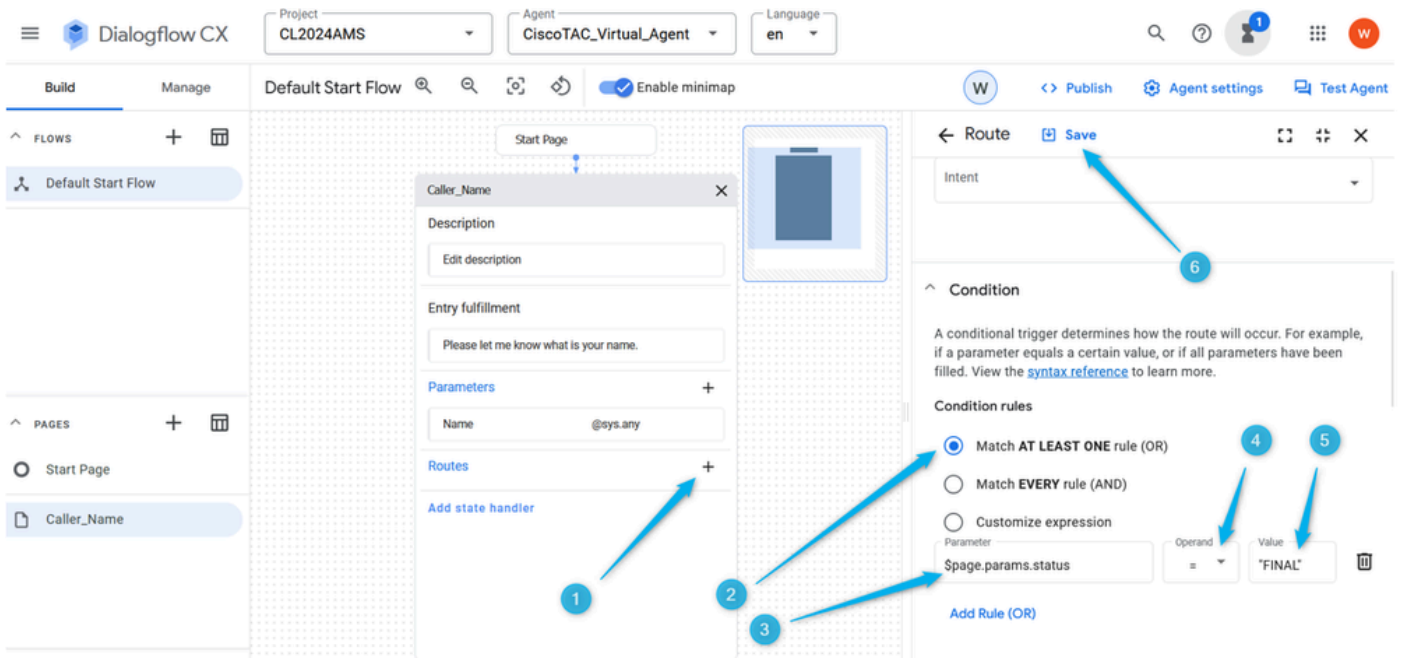 Dialogflow CX
Project
CL2024AMS
Agent
CiscoTAC_Virtual_Agent
Language
en
1
W
Build
Manage
Default Start Flow
Enable minimap
W
Publish
Agent settings
Test Agent
FLOWS
Default Start Flow
PAGES
Start Page
Caller_Name
Start Page
Caller_Name
Description
Edit description
Entry fulfillment
Please let me know what is your name.
Parameters
Name @sys.any
Routes
Add state handler
1
2
3
Route
Save
Intent
6
Condition
A conditional trigger determines how the route will occur. For example,
if a parameter equals a certain value, or if all parameters have been
filled. View the syntax reference to learn more.
Condition rules
Match AT LEAST ONE rule (OR)
4
5
Match EVERY rule (AND)
Customize expression
Parameter
$page.params.status
Operand
=
Value
"FINAL"
Add Rule (OR)